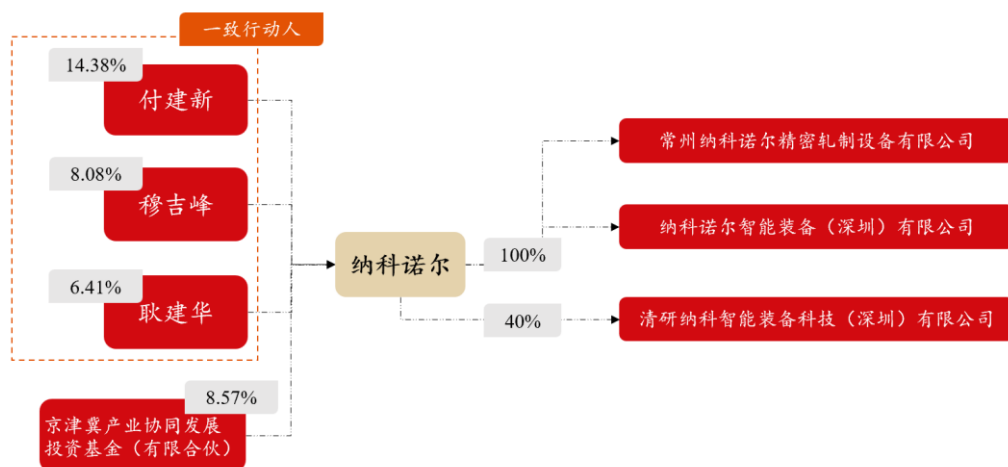 一致行动人
14.38%
付建新
8.08%
穆吉峰
6.41%
耿建华
8.57%
京津冀产业协同发展
投资基金（有限合伙）
纳科诺尔
100%
40%
常州纳科诺尔精密轧制设备有限公司
纳科诺尔智能装备（深圳）有限公司
清研纳科智能装备科技（深圳）有限公司